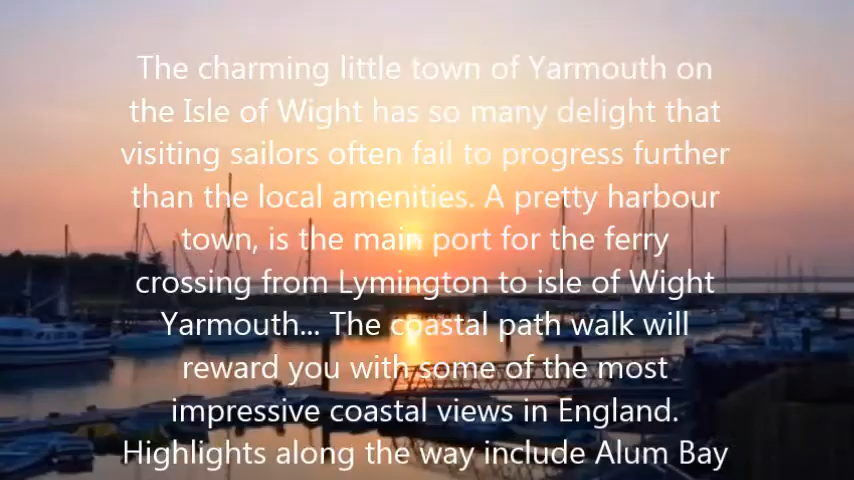 The charming little town of Yarmouth on
the Isle of Wight has so many delight that
visiting sailors often fail to progress further
than the local amenities. A pretty harbour
town, is the main port for the ferry
crossing from Lymington to isle of Wight
Yarmouth... The coastal path walk will
reward you with some of the most
impressive coastal views in England.
Highlights along the way include Alum Bay